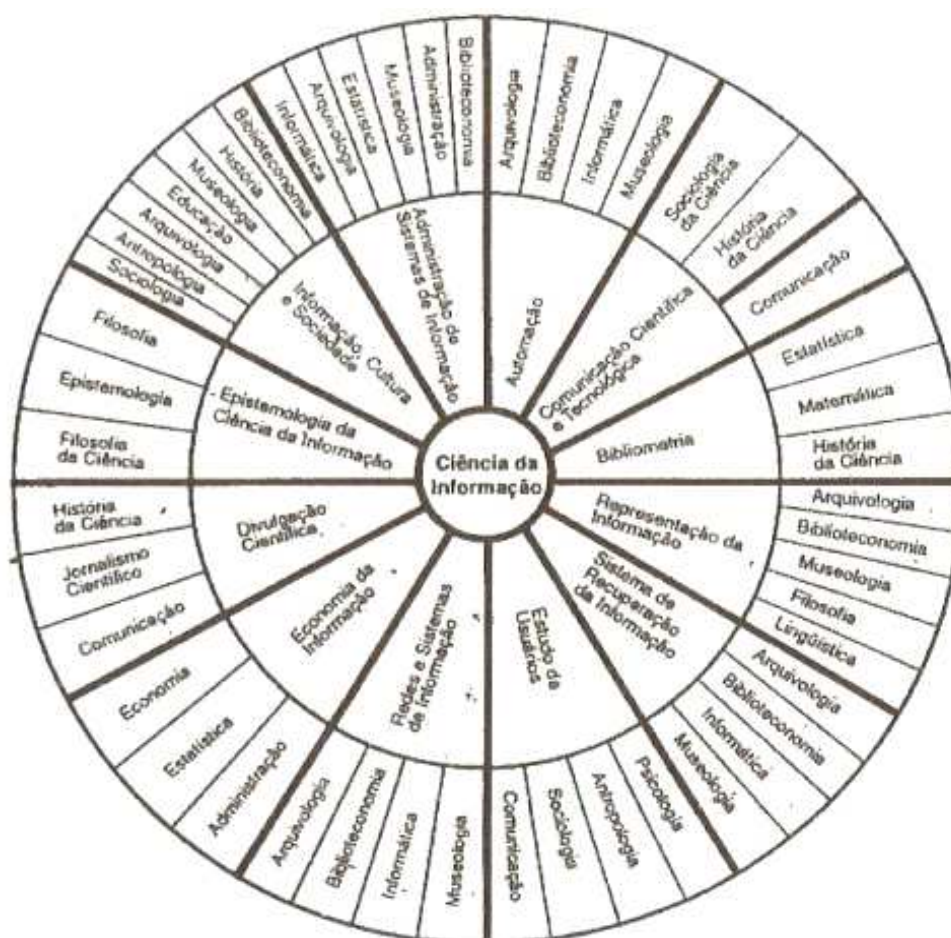 Ciência da
Informação
Automação
Arquivologia
Biblioteconomia
Informática
Museologia
Comunicação Científica
e Tecnológica
Sociologia
da Ciência
História
da Ciência
Comunicação
Bibliometria
Estatística
Matemática
História
da Ciência
Representação da
Informação
Arquivologia
Biblioteconomia
Museologia
Filosofia
Lingüística
Sistema de
Recuperação
da Informação
Arquivologia
Biblioteconomia
Informática
Museologia
Estudo da
Usuários
Psicologia
Antropologia
Sociologia
Comunicação
Redes e Sistemas
de Informação
Museologia
Informática
Biblioteconomia
Arquivologia
Economia da
Informação
Administração
Estatística
Economia
Divulgação
Científica
Comunicação
Jornalismo
Científico
História
da Ciência
Epistemologia da
Ciência da Informação
Filosofia
da Ciência
Epistemologia
Filosofia
Informação, Cultura
e Sociedade
Sociologia
Antropologia
Arquivologia
Educação
Museologia
História
Biblioteconomia
Administração de
Sistemas de Informação
Informática
Arquivologia
Estatística
Museologia
Administração
Biblioteconomia